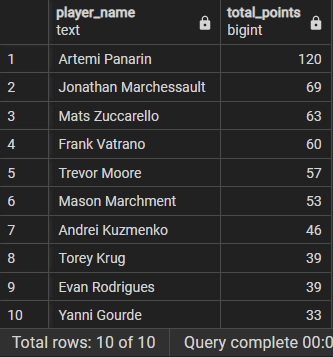 player_name total_points
text bigint
1 Artemi Panarin 120
2 Jonathan Marchessault 69
3 Mats Zuccarello 63
4 Frank Vatrano 60
5 Trevor Moore 57
6 Mason Marchment 53
7 Andrei Kuzmenko 46
8 Torey Krug 39
9 Evan Rodrigues 39
10 Yanni Gourde 33
Total rows: 10 of 10 Query complete 00:0